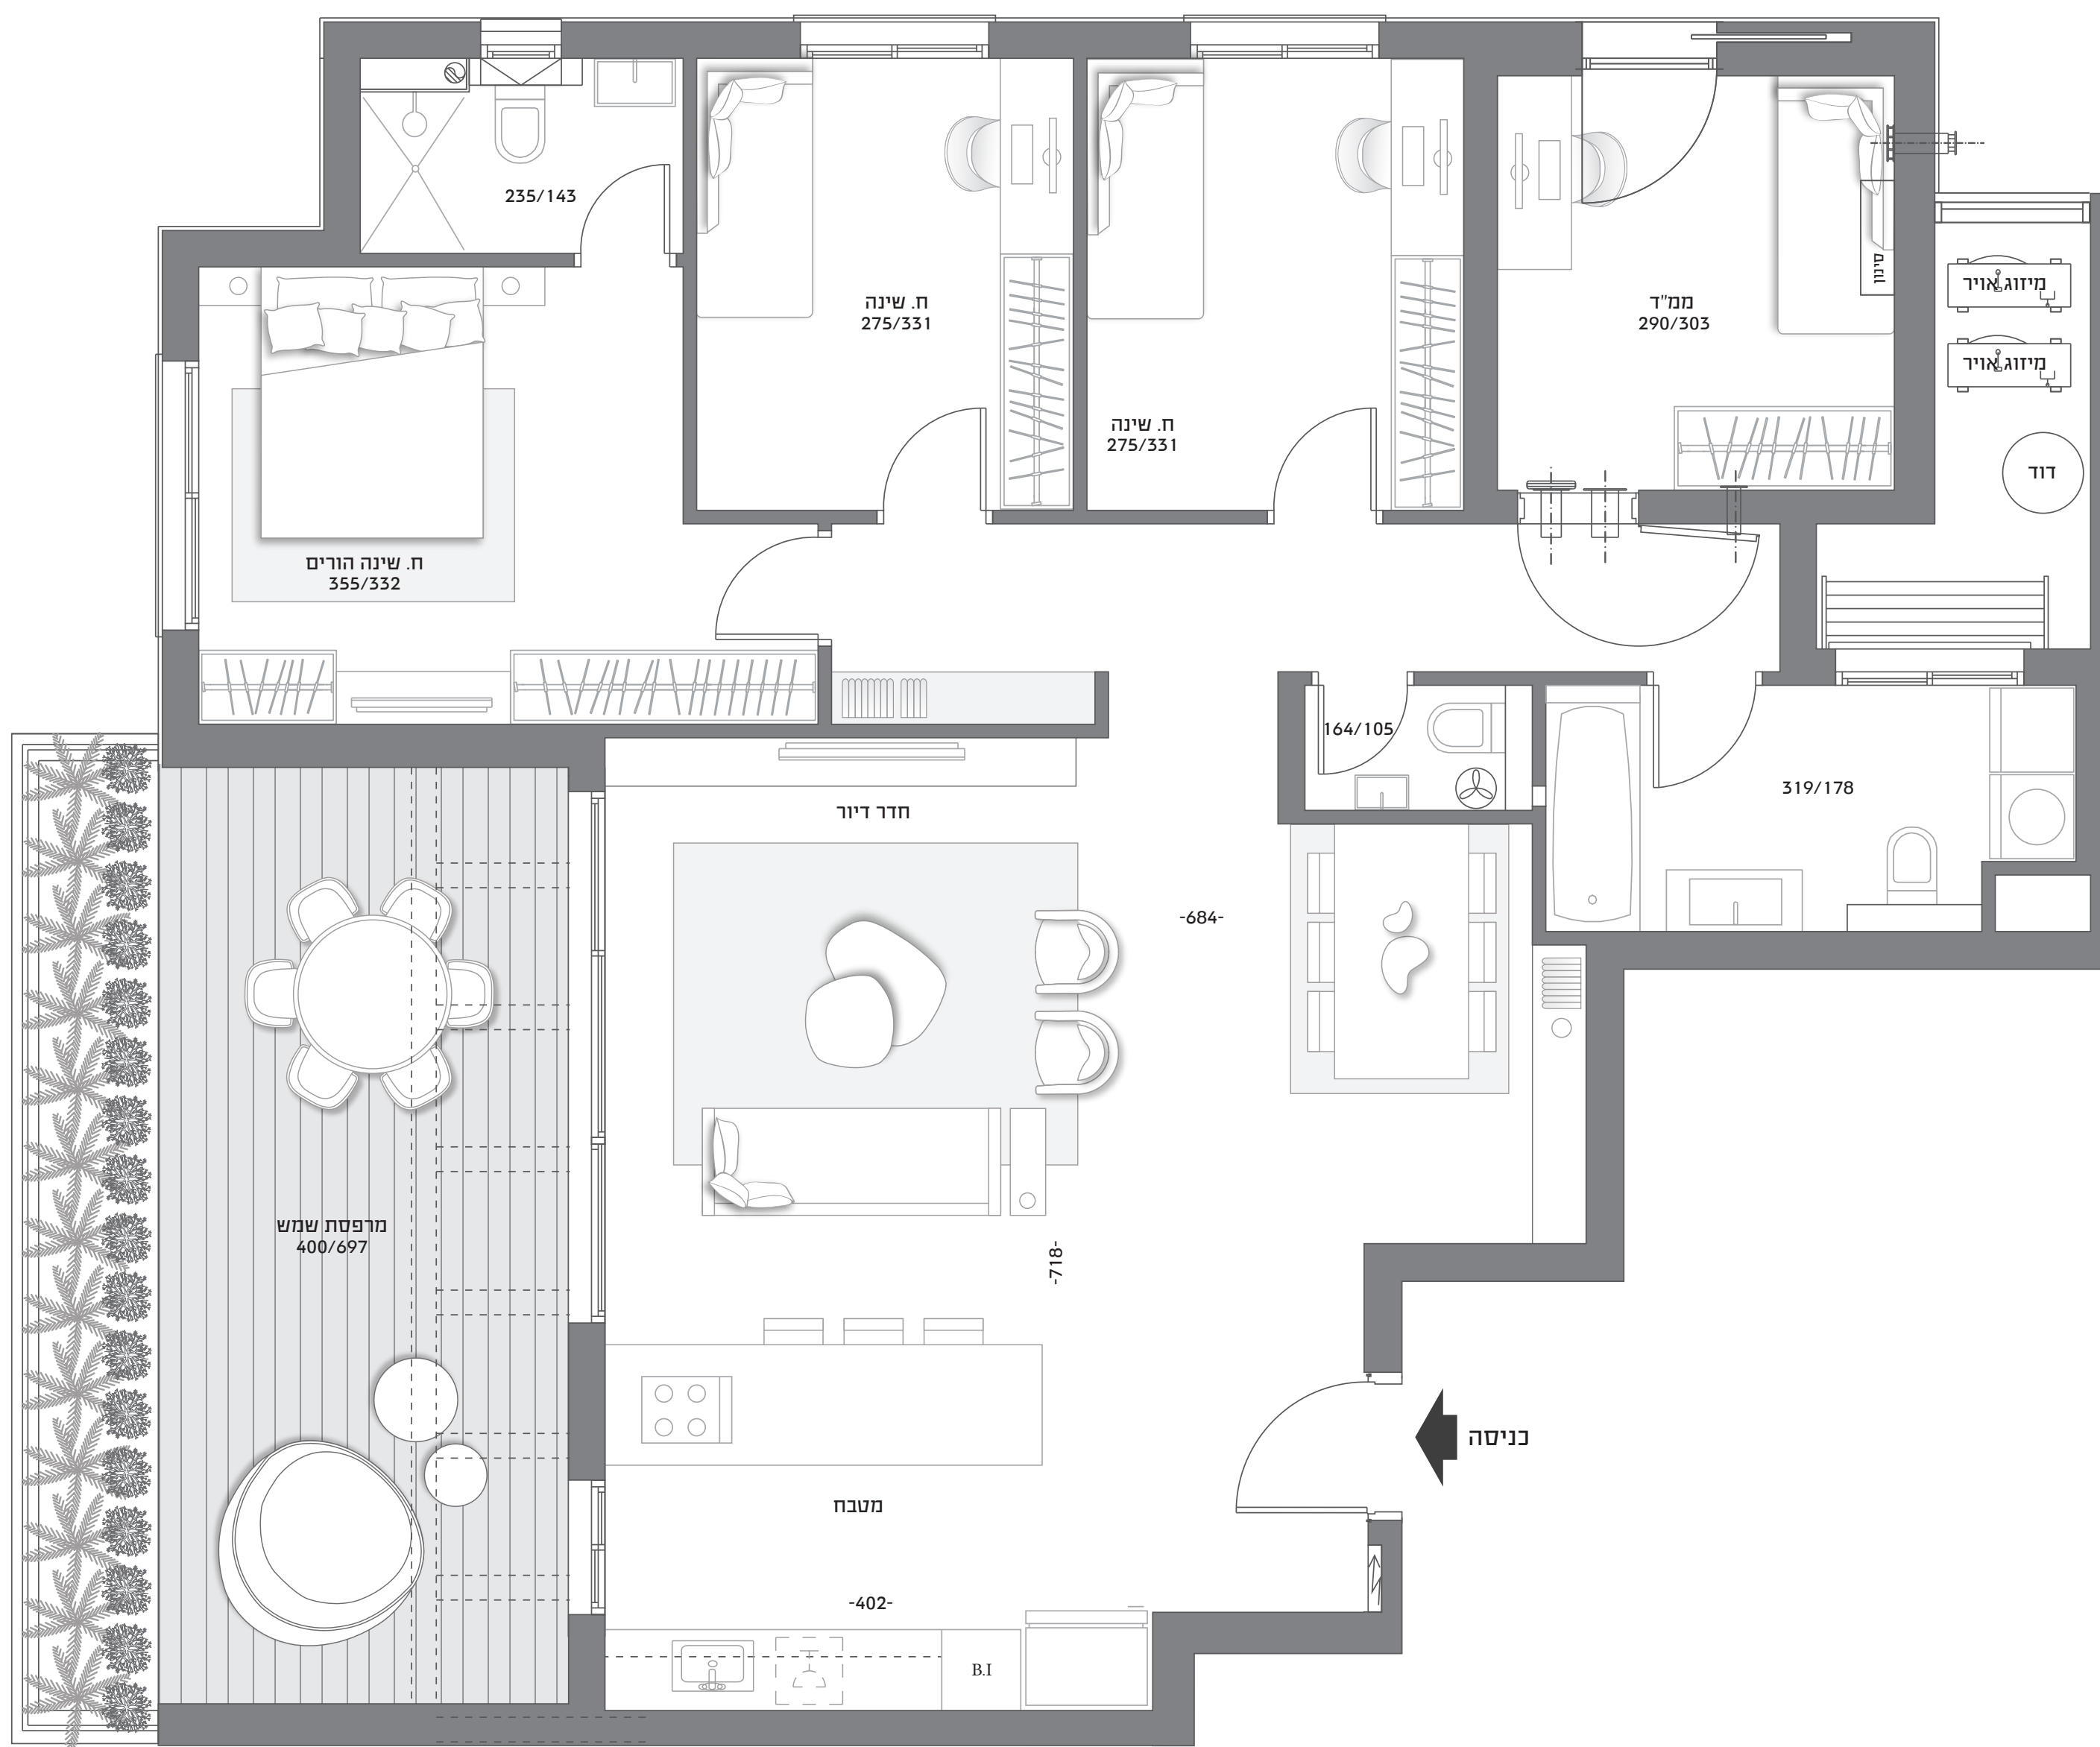 235/143
ח. שינה
275/331
ח. שינה
275/331
ממ"ד
290/303
סינון
מיזוג אויר
מיזוג אויר
דוד
ח. שינה הורים
355/332
164/105
319/178
חדר דיור
-684-
-718-
מרפסת שמש
400/697
כניסה
מטבח
-402-
B.I